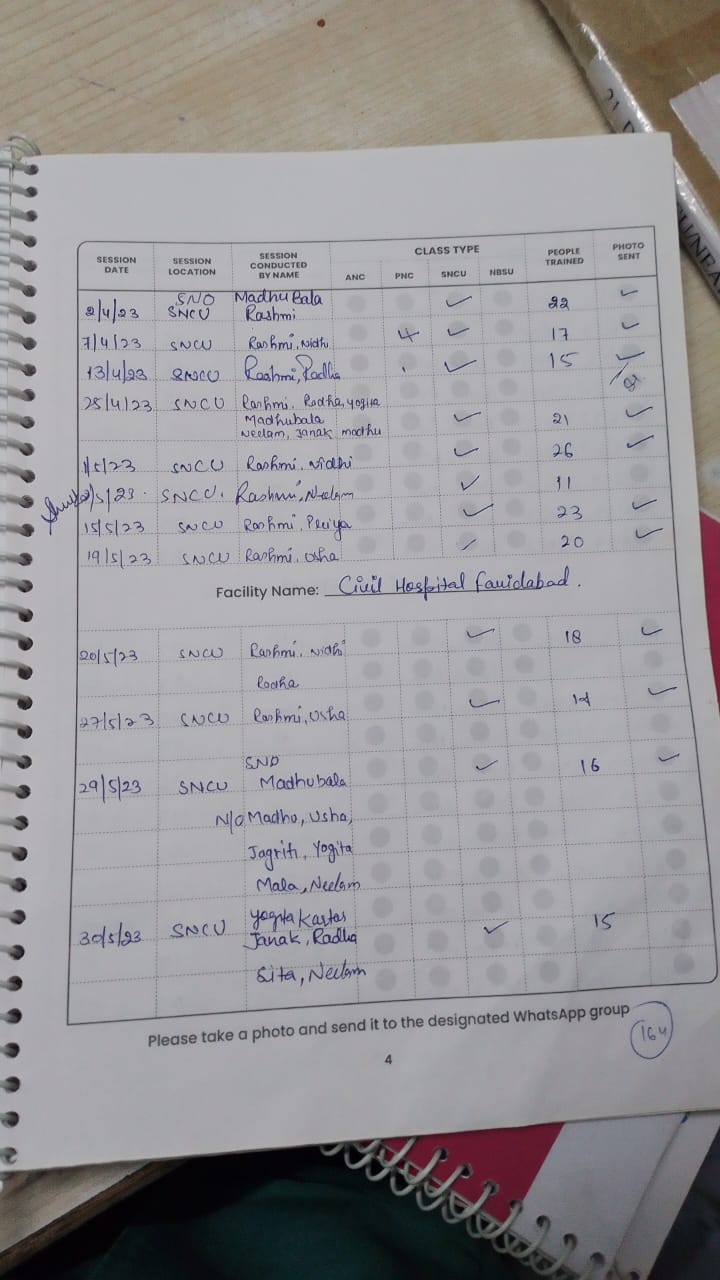 SESSION DATE SESSION LOCATION SESSION CONDUCTED BY NAME CLASS TYPE PEOPLE TRAINED PHOTO SENT
ANC PNC SNCU NBSU
SNO Madhu Bala
2/4/23 SNCU Rashmi ✓ 22 ✓
7/4/23 SNCU Rashmi, Nidhi 4 ✓ 17 ✓
13/4/23 SNCU Rashmi, Radha ✓ 15 ✓
25/4/23 SNCU Rashmi, Radha, yogita
Madhubala ✓ 21 ✓
Neelam, Janak madhu
1/5/23 SNCU Rashmi, Nidhi ✓ 26 ✓
/5/23. SNCU, Rashmi, Neelam ✓ 11
15/5/23 SNCU Rashmi, Priya ✓ 23 ✓
19/5/23 SNCU Rashmi, Usha ✓ 20 ✓
Facility Name: Civil Hospital Faridabad.
20/5/23 SNCU Rashmi, Nidhi ✓ 18 ✓
Radha
27/5/23 SNCU Rashmi, Usha ✓ 14 ✓
SNO
29/5/23 SNCU Madhubala ✓ 16 ✓
N/O Madhu, Usha,
Jagriti, Yogita
Mala, Neelam
Yogita Kartar
30/5/23 SNCU Janak, Radha ✓ 15
Sita, Neelam
Please take a photo and send it to the designated WhatsApp group
164
4
21